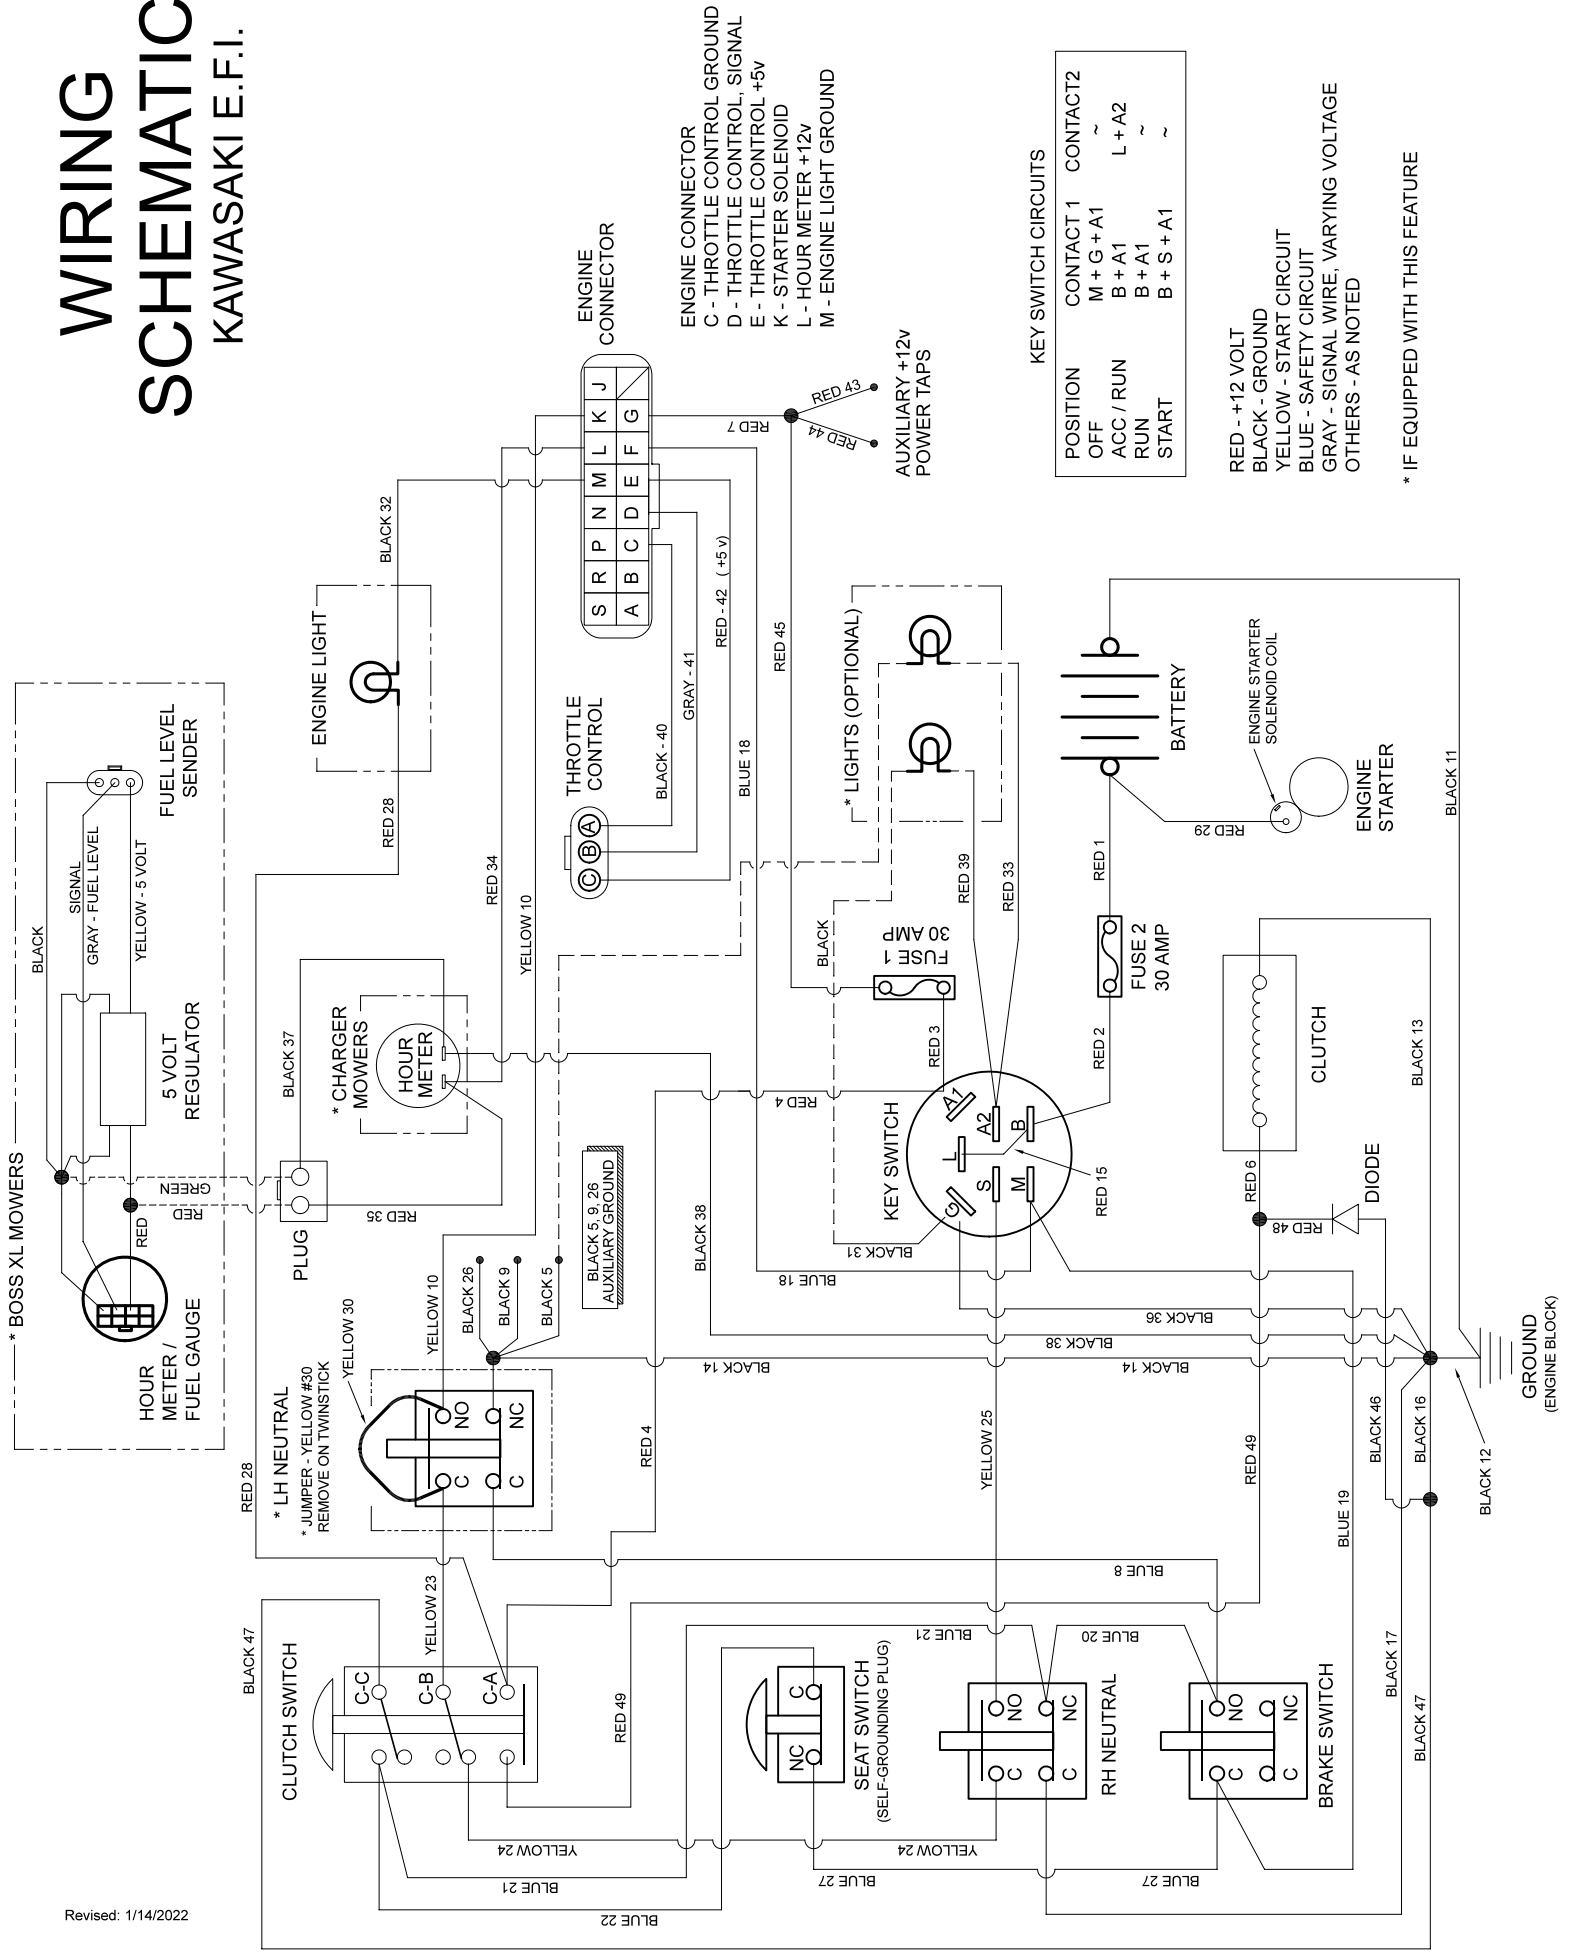 WIRING
SCHEMATIC
KAWASAKI E.F.I.
* BOSS XL MOWERS
HOUR
METER /
FUEL GAUGE
BLACK
SIGNAL
GRAY - FUEL LEVEL
YELLOW - 5 VOLT
5 VOLT
REGULATOR
FUEL LEVEL
SENDER
RED
RED
GREEN
PLUG
RED 35
BLACK 37
* CHARGER
MOWERS
HOUR
METER
ENGINE LIGHT
RED 28
BLACK 32
RED 34
YELLOW 10
THROTTLE
CONTROL
C
B
A
BLACK - 40
GRAY - 41
RED - 42 ( +5 v)
BLUE 18
ENGINE
CONNECTOR
S R P N M L K J
A B C D E F G
ENGINE CONNECTOR
C - THROTTLE CONTROL GROUND
D - THROTTLE CONTROL, SIGNAL
E - THROTTLE CONTROL +5v
K - STARTER SOLENOID
L - HOUR METER +12v
M - ENGINE LIGHT GROUND
RED 7
RED 43
RED 44
RED 45
AUXILIARY +12v
POWER TAPS
KEY SWITCH CIRCUITS
POSITION CONTACT 1 CONTACT2
OFF M + G + A1 ~
ACC / RUN B + A1 L + A2
RUN B + A1 ~
START B + S + A1 ~
RED - +12 VOLT
BLACK - GROUND
YELLOW - START CIRCUIT
BLUE - SAFETY CIRCUIT
GRAY - SIGNAL WIRE, VARYING VOLTAGE
OTHERS - AS NOTED
* IF EQUIPPED WITH THIS FEATURE
* LIGHTS (OPTIONAL)
RED 39
RED 33
BLACK
FUSE 1
30 AMP
RED 3
RED 4
KEY SWITCH
A1
A2
B
L
S
M
G
RED 15
RED 2
FUSE 2
30 AMP
RED 1
BATTERY
RED 29
ENGINE STARTER
SOLENOID COIL
ENGINE
STARTER
BLACK 11
BLACK 13
CLUTCH
RED 6
RED 48
DIODE
BLACK 31
BLUE 18
BLACK 36
BLACK 38
BLACK 38
BLACK 14
BLACK 14
BLACK 5, 9, 26
AUXILIARY GROUND
BLACK 26
BLACK 9
BLACK 5
YELLOW 10
YELLOW 30
* LH NEUTRAL
* JUMPER - YELLOW #30
REMOVE ON TWINSTICK
NO
NC
C
C
RED 28
RED 4
YELLOW 25
RED 49
BLUE 19
BLACK 46
BLACK 16
BLACK 12
GROUND
(ENGINE BLOCK)
BLUE 8
YELLOW 23
BLACK 47
CLUTCH SWITCH
C-C
C-B
C-A
RED 49
BLUE 21
BLUE 20
SEAT SWITCH
(SELF-GROUNDING PLUG)
NC
C
RH NEUTRAL
NO
NC
C
C
BRAKE SWITCH
NO
NC
C
C
BLACK 17
BLACK 47
YELLOW 24
YELLOW 24
BLUE 21
BLUE 22
BLUE 27
BLUE 27
Revised: 1/14/2022